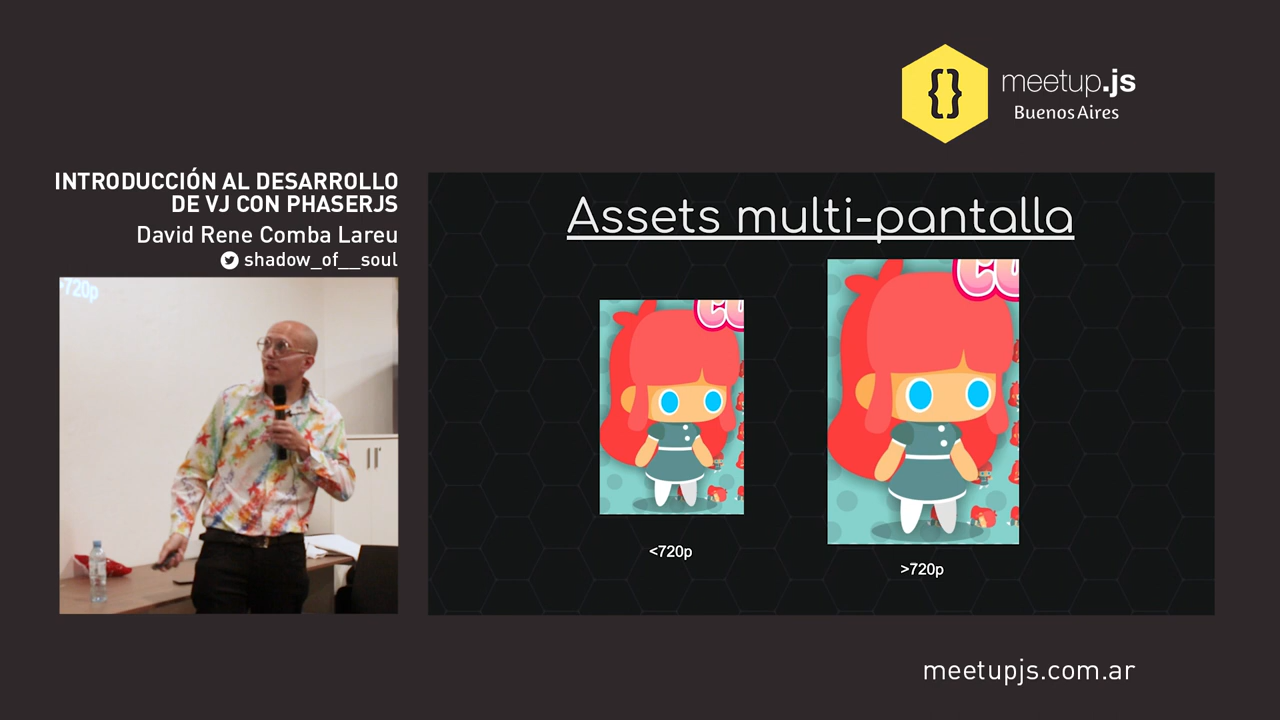 {}
meetup.js
Buenos Aires
INTRODUCCIÓN AL DESARROLLO
DE VJ CON PHASERJS
David Rene Comba Lareu
shadow_of__soul
>720p
Assets multi-pantalla
<720p
>720p
meetupjs.com.ar